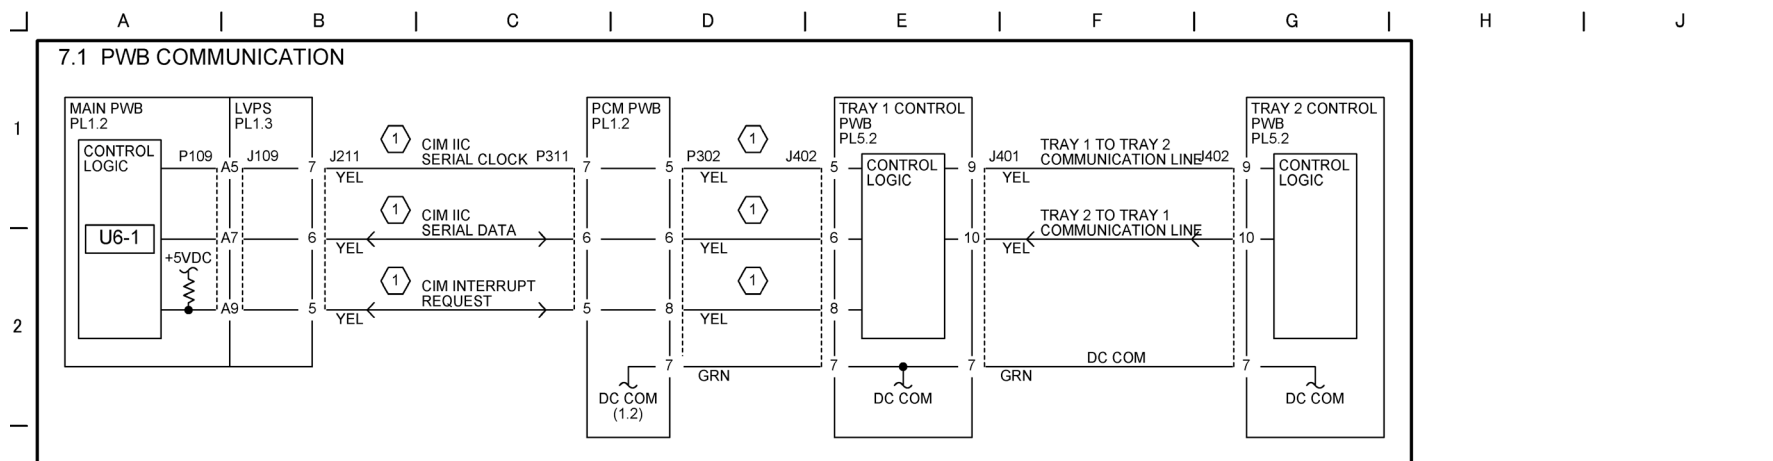 A B C D E F G H J
7.1 PWB COMMUNICATION
1
2
MAIN PWB
PL1.2
LVPS
PL1.3
PCM PWB
PL1.2
TRAY 1 CONTROL
PWB
PL5.2
TRAY 2 CONTROL
PWB
PL5.2
CONTROL
LOGIC
P109 A5 J109 7 J211
YEL
1
CIM IIC
SERIAL CLOCK
P311 7 5 P302
YEL
1
J402 5
CONTROL
LOGIC
9 J401
YEL
TRAY 1 TO TRAY 2
COMMUNICATION LINE
J402 9
CONTROL
LOGIC
U6-1
A7 6
YEL
1
CIM IIC
SERIAL DATA
6 6
YEL
1
6
10
YEL
TRAY 2 TO TRAY 1
COMMUNICATION LINE
10
+5VDC
A9 5
YEL
1
CIM INTERRUPT
REQUEST
5 8
YEL
1
8
7
GRN
7 7
GRN
DC COM
7
DC COM
(1.2)
DC COM
DC COM